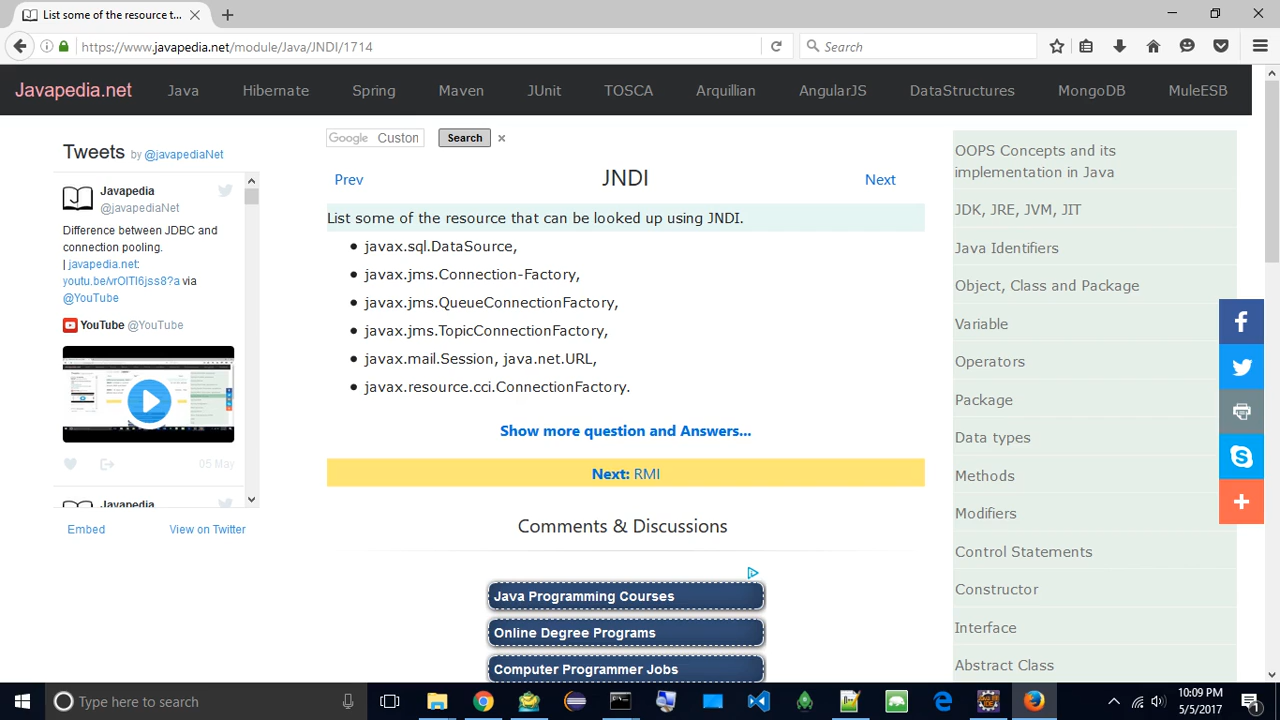 List some of the resource t...
https://www.javapedia.net/module/Java/JNDI/1714
Search
Javapedia.net Java Hibernate Spring Maven JUnit TOSCA Arquillian AngularJS DataStructures MongoDB MuleESB
Tweets by @javapediaNet
Javapedia
@javapediaNet
Difference between JDBC and
connection pooling.
| javapedia.net:
youtu.be/vrOITI6jss8?a via
@YouTube
YouTube @YouTube
05 May
Javapedia
Embed View on Twitter
Google Custom Search ×
Prev JNDI Next
List some of the resource that can be looked up using JNDI.
• javax.sql.DataSource,
• javax.jms.Connection-Factory,
• javax.jms.QueueConnectionFactory,
• javax.jms.TopicConnectionFactory,
• javax.mail.Session, java.net.URL,
• javax.resource.cci.ConnectionFactory.
Show more question and Answers...
Next: RMI
Comments & Discussions
Java Programming Courses
Online Degree Programs
Computer Programmer Jobs
OOPS Concepts and its
implementation in Java
JDK, JRE, JVM, JIT
Java Identifiers
Object, Class and Package
Variable
Operators
Package
Data types
Methods
Modifiers
Control Statements
Constructor
Interface
Abstract Class
Type here to search
10:09 PM
5/5/2017